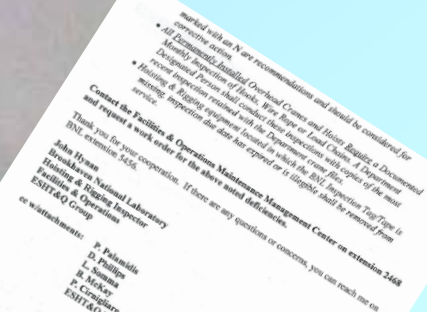 marked with an N are recommendations and should be considered for
corrective action.
• All Permanently Installed Overhead Cranes and Hoists Require a Documented
Monthly Inspection of Hooks, Wire Rope or Load Chains. A Departmental
Designated Person shall conduct these inspections with copies of the most
recent inspection retained with the Department crane files.
• Hoisting & Rigging equipment located in which the BNL Inspection Tag/Tape is
missing, inspection due date has expired or is illegible shall be removed from
service.
Contact the Facilities & Operations Maintenance Management Center on extension 2468
and request a work order for the above noted deficiencies.
Thank you for your cooperation. If there are any questions or concerns, you can reach me on
BNL extension 5456.
John Hynan
Brookhaven National Laboratory
Hoisting & Rigging Inspector
Facilities & Operations
ESHT&Q Group
cc w/attachments:
P. Palamidis
D. Phillips
L. Somma
B. McKay
P. Cirnigliaro
ESHT&Q